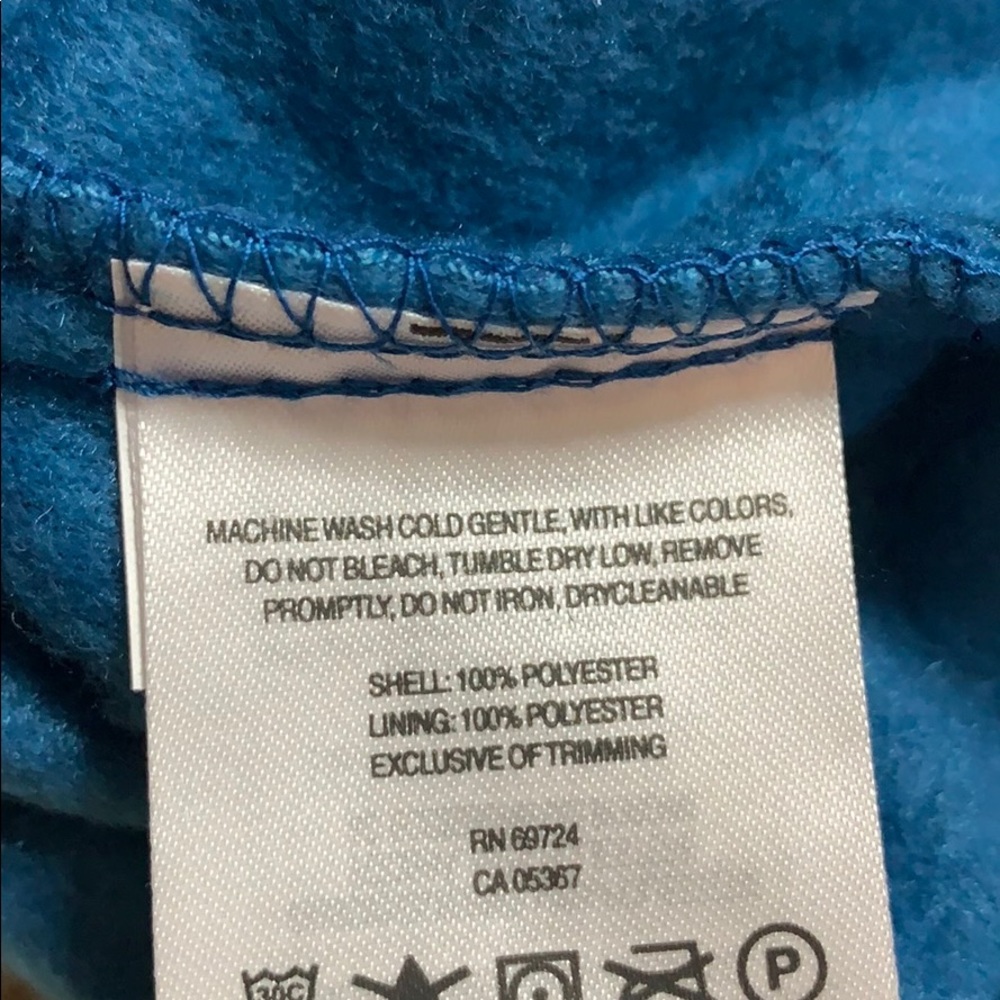 MACHINE WASH COLD GENTLE, WITH LIKE COLORS,
DO NOT BLEACH, TUMBLE DRY LOW, REMOVE
PROMPTLY, DO NOT IRON, DRYCLEANABLE
SHELL: 100% POLYESTER
LINING: 100% POLYESTER
EXCLUSIVE OF TRIMMING
RN 69724
CA 05367
30C P